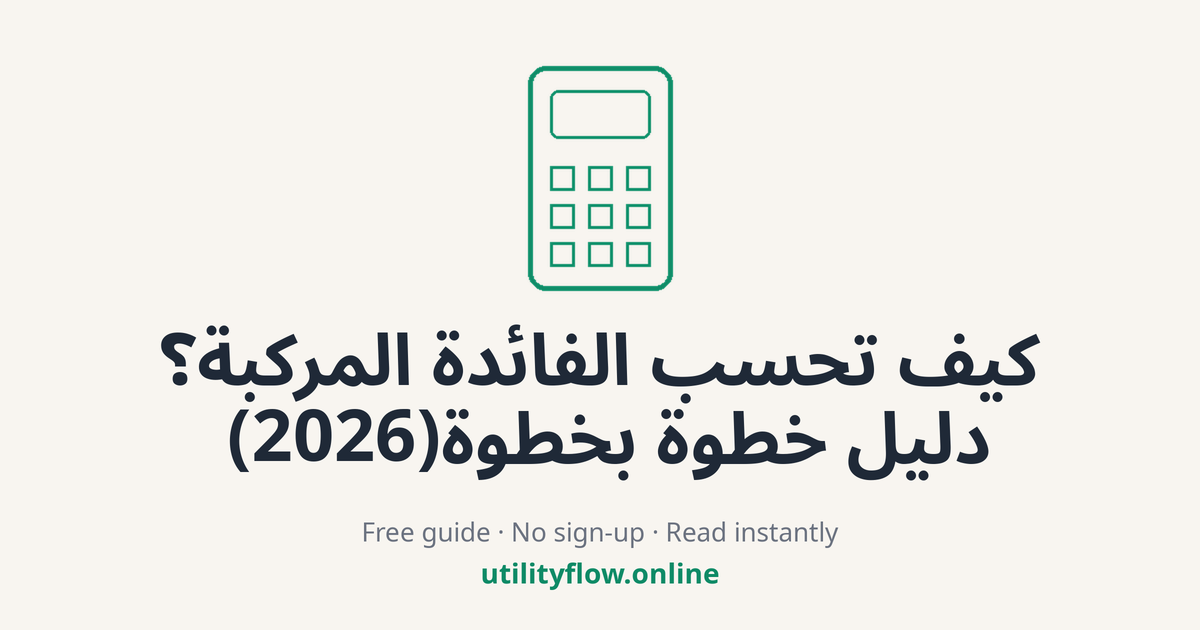 كيف تحسب الفائدة المركبة؟
دليل خطوة بخطوة(2026)
Free guide · No sign-up · Read instantly
utilityflow.online